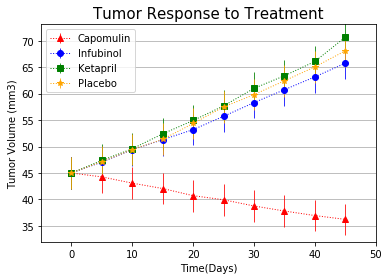 Tumor Response to Treatment
Capomulin
Infubinol
Ketapril
Placebo
Tumor Volume (mm3)
70
65
60
55
50
45
40
35
0
10
20
30
40
50
Time(Days)